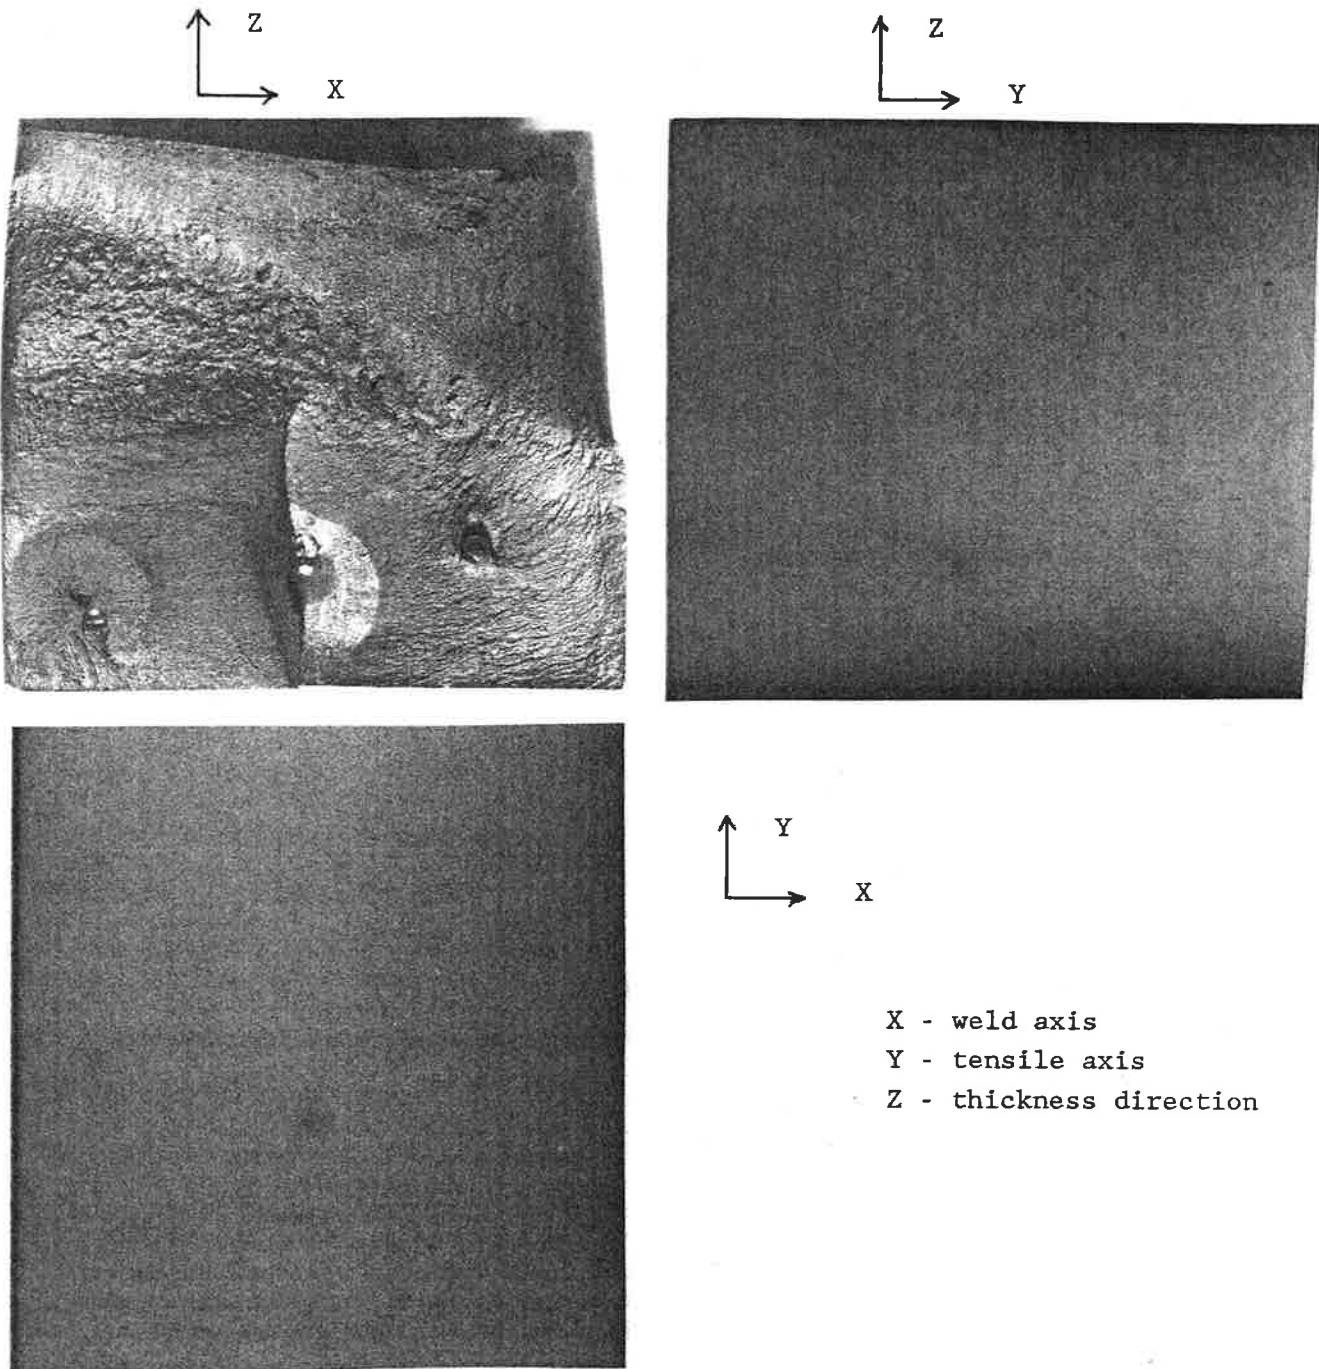 Z
X
Z
Y
Y
X
X - weld axis
Y - tensile axis
Z - thickness direction